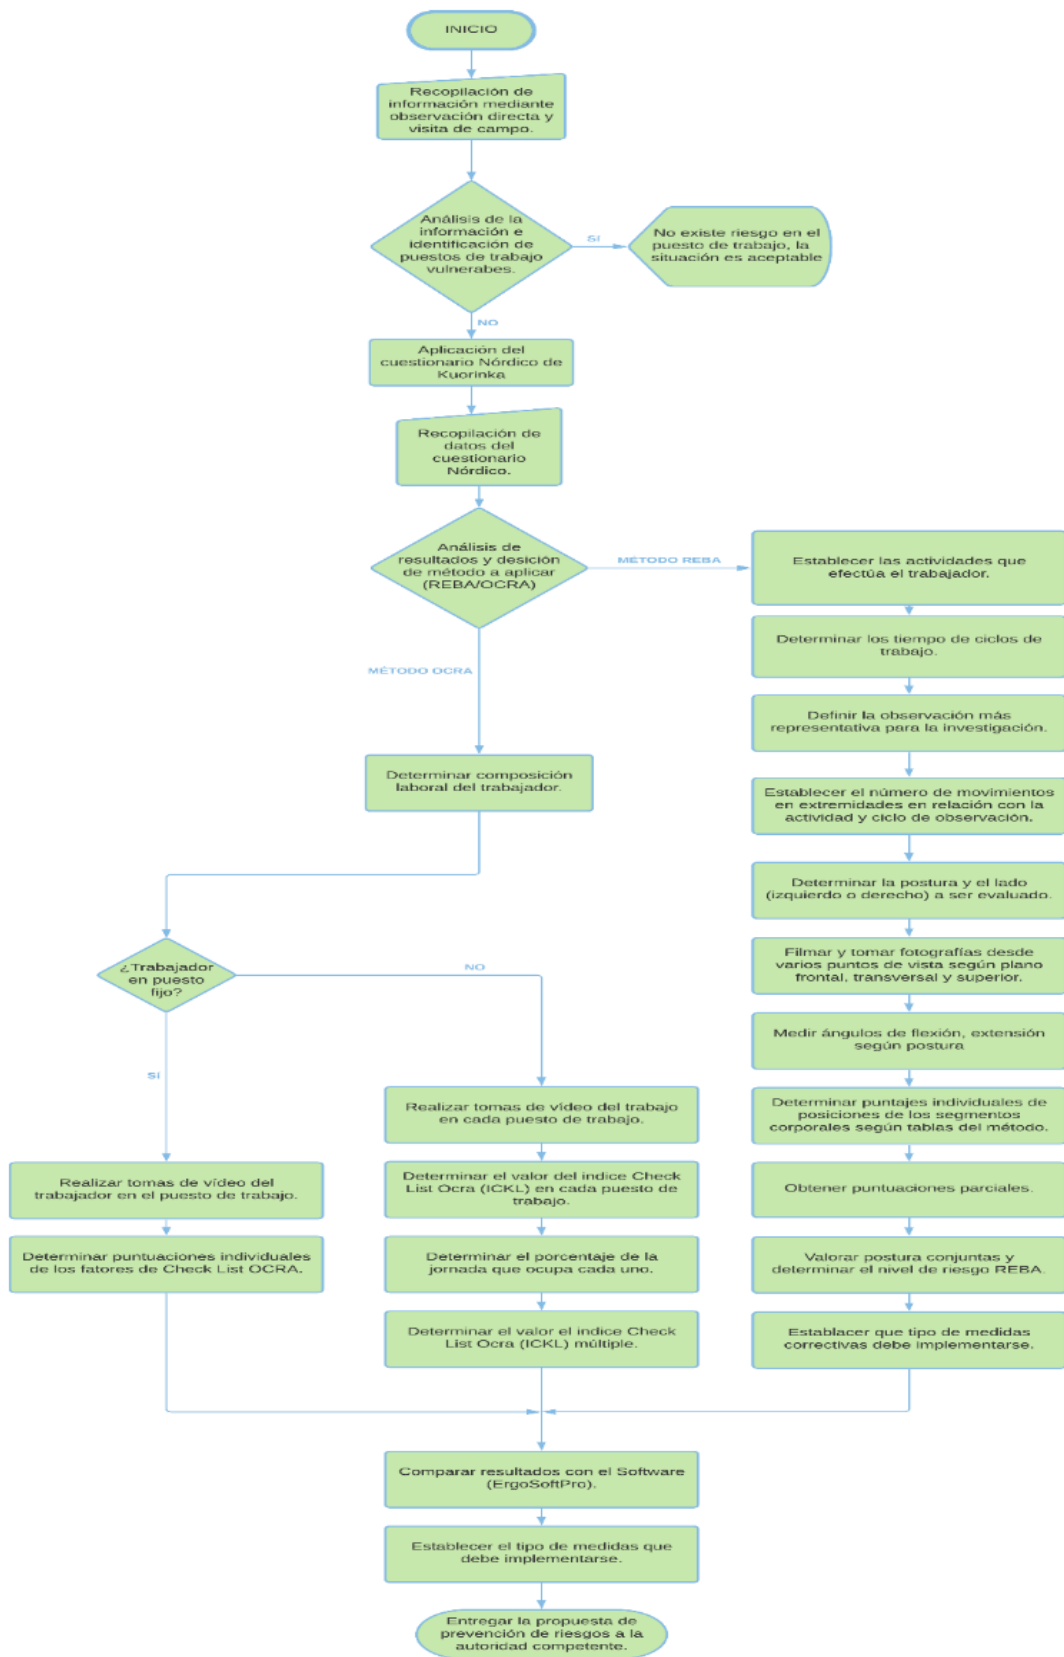 INICIO
Recopilación de
información mediante
observación directa y
visita de campo.
Análisis de la
información e
identificación de
puestos de trabajo
vulnerabes.
SÍ
No existe riesgo en el
puesto de trabajo, la
situación es aceptable
NO
Aplicación del
cuestionario Nórdico de
Kuorinka
Recopilación de
datos del
cuestionario
Nórdico.
Análisis de
resultados y desición
de método a aplicar
(REBA/OCRA)
MÉTODO REBA
Establecer las actividades que
efectúa el trabajador.
Determinar los tiempo de ciclos de
trabajo.
Definir la observación más
representativa para la investigación.
Establecer el número de movimientos
en extremidades en relación con la
actividad y ciclo de observación.
Determinar la postura y el lado
(izquierdo o derecho) a ser evaluado.
Filmar y tomar fotografías desde
varios puntos de vista según plano
frontal, transversal y superior.
Medir ángulos de flexión, extensión
según postura
Determinar puntajes individuales de
posiciones de los segmentos
corporales según tablas del método.
Obtener puntuaciones parciales.
Valorar postura conjuntas y
determinar el nivel de riesgo REBA.
Establacer que tipo de medidas
correctivas debe implementarse.
MÉTODO OCRA
Determinar composición
laboral del trabajador.
¿Trabajador
en puesto
fijo?
NO
SÍ
Realizar tomas de vídeo del trabajo
en cada puesto de trabajo.
Determinar el valor del indice Check
List Ocra (ICKL) en cada puesto de
trabajo.
Determinar el porcentaje de la
jornada que ocupa cada uno.
Determinar el valor el indice Check
List Ocra (ICKL) múltiple.
Realizar tomas de vídeo del
trabajador en el puesto de trabajo.
Determinar puntuaciones individuales
de los fatores de Check List OCRA.
Comparar resultados con el Software
(ErgoSoftPro).
Establecer el tipo de medidas que
debe implementarse.
Entregar la propuesta de
prevención de riesgos a la
autoridad competente.